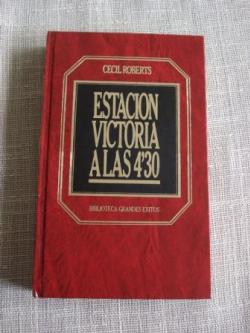 CECIL ROBERTS
ESTACION
VICTORIA
A LAS 4'30
BIBLIOTECA GRANDES EXITOS